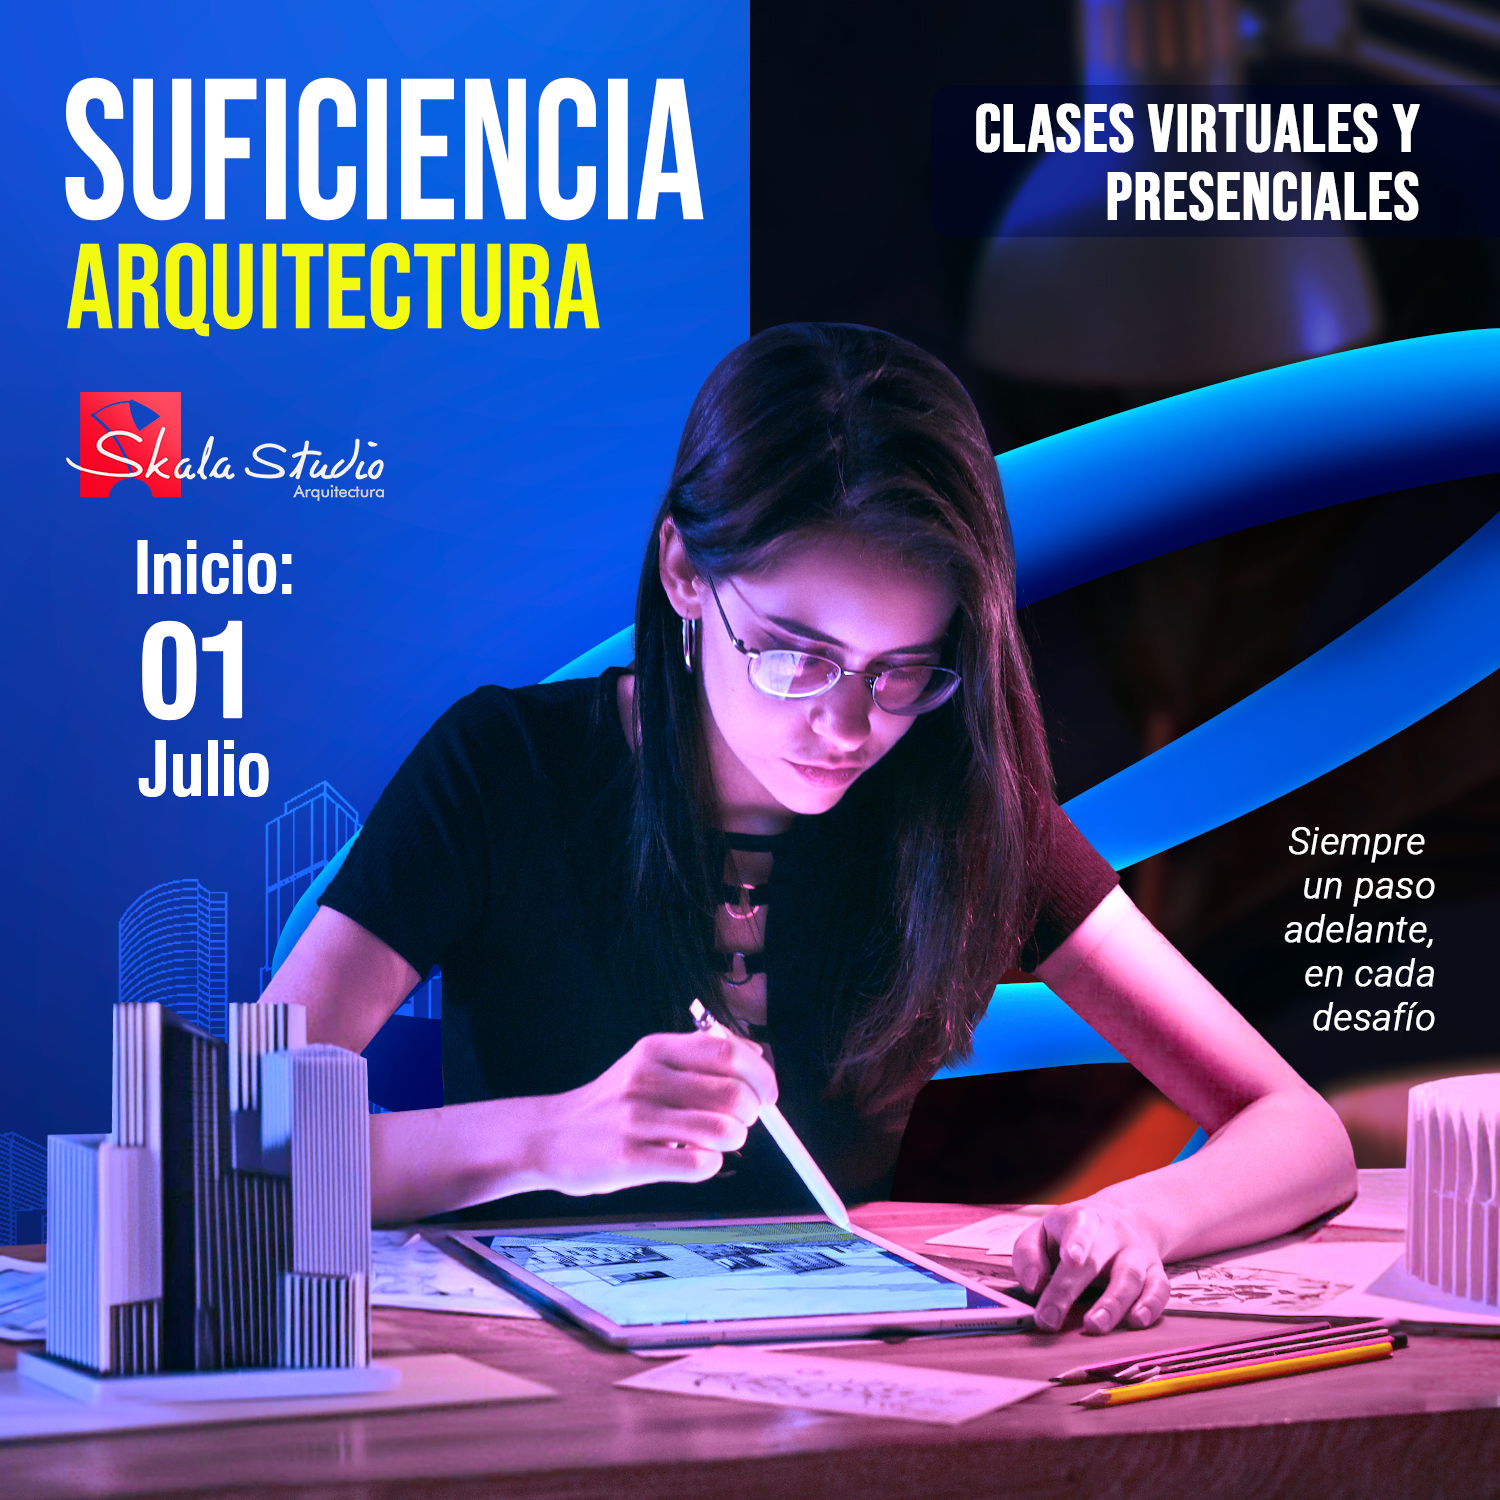 SUFICIENCIA
ARQUITECTURA
CLASES VIRTUALES Y
PRESENCIALES
Skala Studio
Arquitectura
Inicio:
01
Julio
Siempre
un paso
adelante,
en cada
desafío